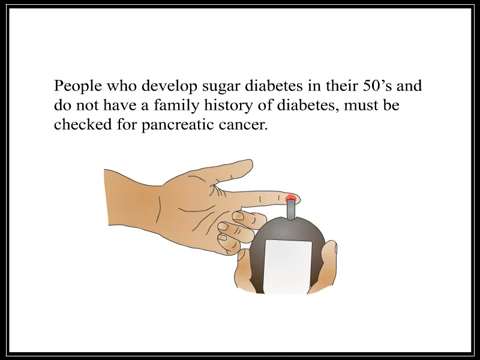 People who develop sugar diabetes in their 50’s and
do not have a family history of diabetes, must be
checked for pancreatic cancer.